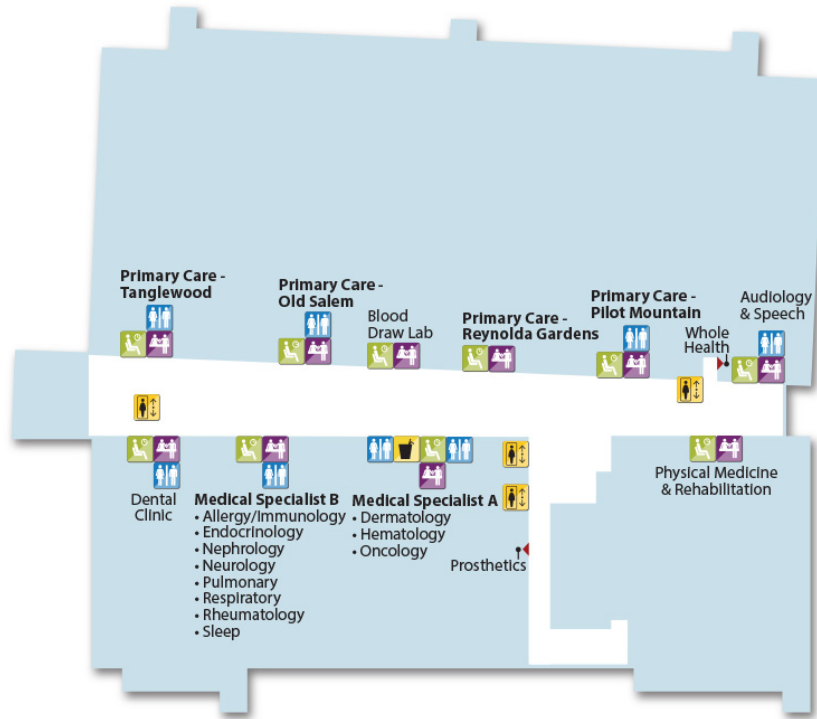 Primary Care -
Tanglewood
Primary Care -
Old Salem
Blood
Draw Lab
Primary Care -
Reynolda Gardens
Primary Care -
Pilot Mountain
Whole
Health
Audiology
& Speech
Dental
Clinic
Medical Specialist B
• Allergy/Immunology
• Endocrinology
• Nephrology
• Neurology
• Pulmonary
• Respiratory
• Rheumatology
• Sleep
Medical Specialist A
• Dermatology
• Hematology
• Oncology
Prosthetics
Physical Medicine
& Rehabilitation